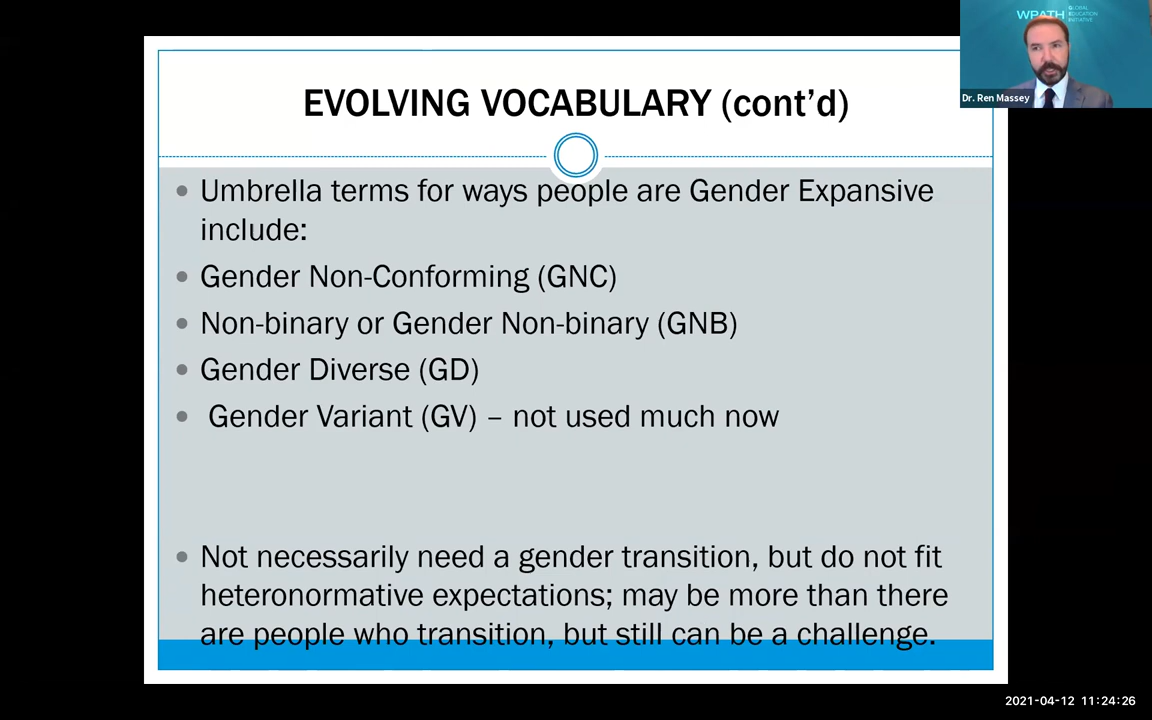 WPATH GLOBAL
EDUCATION
INITIATIVE
Dr. Ren Massey
EVOLVING VOCABULARY (cont'd)
• Umbrella terms for ways people are Gender Expansive
include:
• Gender Non-Conforming (GNC)
• Non-binary or Gender Non-binary (GNB)
• Gender Diverse (GD)
• Gender Variant (GV) – not used much now
• Not necessarily need a gender transition, but do not fit
heteronormative expectations; may be more than there
are people who transition, but still can be a challenge.
2021-04-12 11:24:26